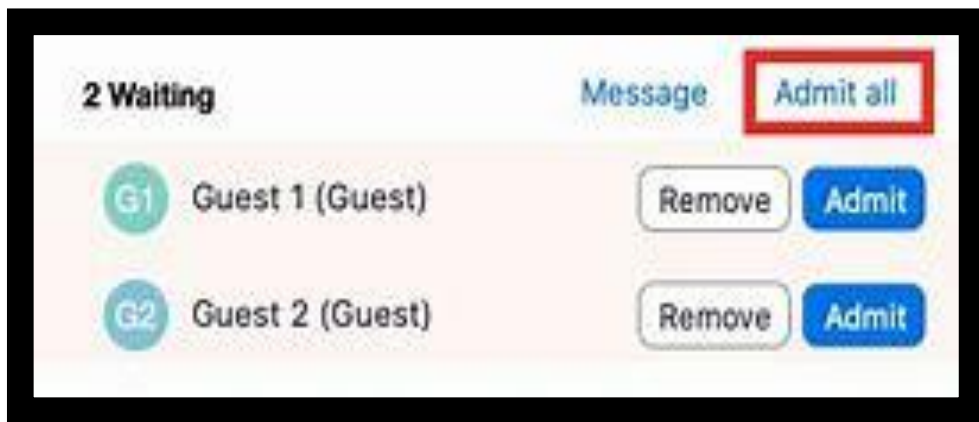 2 Waiting Message Admit all
G1 Guest 1 (Guest) Remove Admit
G2 Guest 2 (Guest) Remove Admit